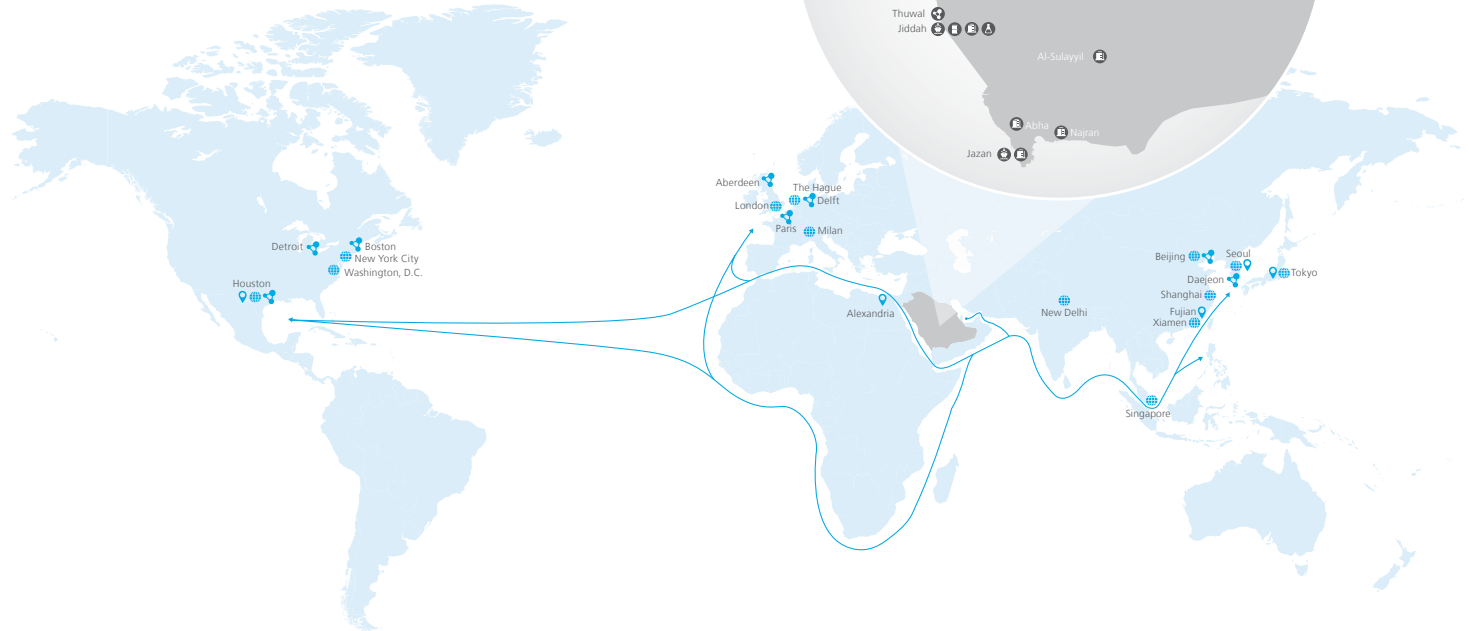 Thuwal
Jiddah
Al-Sulayyil
Abha
Najran
Jazan
Aberdeen
The Hague
London
Delft
Paris
Milan
Detroit
Boston
New York City
Washington, D.C.
Houston
Alexandria
New Delhi
Beijing
Seoul
Tokyo
Daejeon
Shanghai
Fujian
Xiamen
Singapore